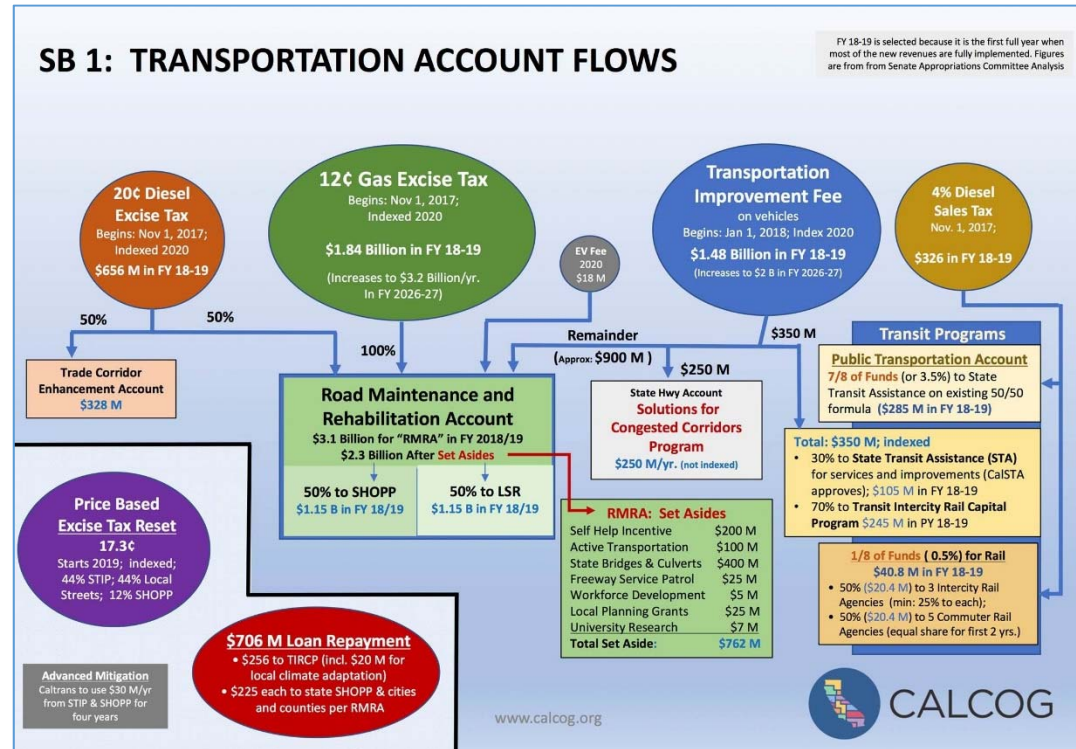 SB 1: TRANSPORTATION ACCOUNT FLOWS
FY 18-19 is selected because it is the first full year when
most of the new revenues are fully implemented. Figures
are from from Senate Appropriations Committee Analysis
20¢ Diesel
Excise Tax
Begins: Nov 1, 2017;
Indexed 2020
$656 M in FY 18-19
12¢ Gas Excise Tax
Begins: Nov 1, 2017;
Indexed 2020
$1.84 Billion in FY 18-19
(Increases to $3.2 Billion/yr.
In FY 2026-27)
EV Fee
2020
$18 M
Transportation
Improvement Fee
on vehicles
Begins: Jan 1, 2018; Index 2020
$1.48 Billion in FY 18-19
(Increases to $2 B in FY 2026-27)
4% Diesel
Sales Tax
Nov. 1, 2017;
$326 in FY 18-19
50%
50%
100%
Remainder
(Approx: $900 M )
$250 M
$350 M
Trade Corridor
Enhancement Account
$328 M
Road Maintenance and
Rehabilitation Account
$3.1 Billion for “RMRA” in FY 2018/19
$2.3 Billion After Set Asides
50% to SHOPP
$1.15 B in FY 18/19
50% to LSR
$1.15 B in FY 18/19
State Hwy Account
Solutions for
Congested Corridors
Program
$250 M/yr. (not indexed)
Transit Programs
Public Transportation Account
7/8 of Funds (or 3.5%) to State
Transit Assistance on existing 50/50
formula ($285 M in FY 18-19)
Total: $350 M; indexed
• 30% to State Transit Assistance (STA)
for services and improvements (CalSTA
approves); $105 M in FY 18-19
• 70% to Transit Intercity Rail Capital
Program $245 M in PY 18-19
1/8 of Funds ( 0.5%) for Rail
$40.8 M in FY 18-19
• 50% ($20.4 M) to 3 Intercity Rail
Agencies (min: 25% to each);
• 50% ($20.4 M) to 5 Commuter Rail
Agencies (equal share for first 2 yrs.)
RMRA: Set Asides
Self Help Incentive $200 M
Active Transportation $100 M
State Bridges & Culverts $400 M
Freeway Service Patrol $25 M
Workforce Development $5 M
Local Planning Grants $25 M
University Research $7 M
Total Set Aside: $762 M
Price Based
Excise Tax Reset
17.3¢
Starts 2019; indexed;
44% STIP; 44% Local
Streets; 12% SHOPP
$706 M Loan Repayment
• $256 to TIRCP (incl. $20 M for
local climate adaptation)
• $225 each to state SHOPP & cities
and counties per RMRA
Advanced Mitigation
Caltrans to use $30 M/yr
from STIP & SHOPP for
four years
www.calcog.org
CALCOG